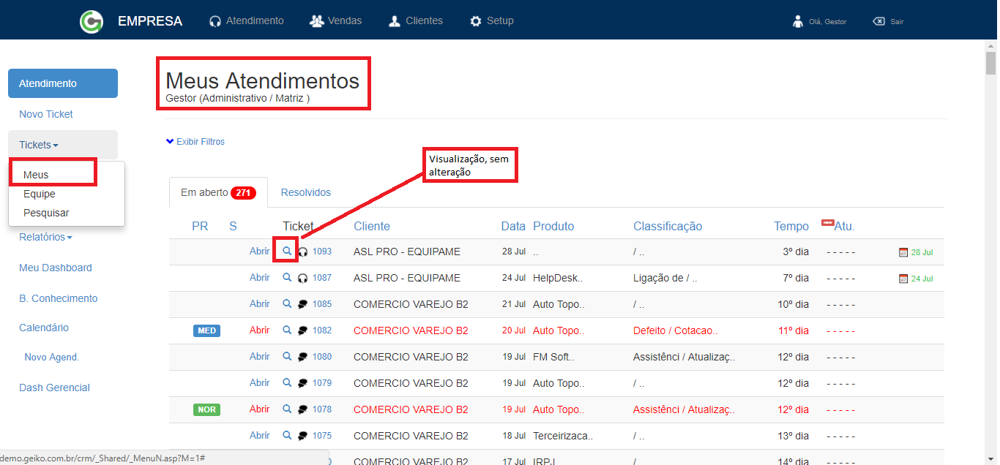 EMPRESA Atendimento Vendas Clientes Setup Olá, Gestor Sair
Atendimento
Novo Ticket
Tickets
Meus
Equipe
Pesquisar
Relatórios
Meu Dashboard
B. Conhecimento
Calendário
Novo Agend.
Dash Gerencial
Meus Atendimentos
Gestor (Administrativo / Matriz )
Exibir Filtros
Visualização, sem
alteração
Em aberto 271 Resolvidos
PR S Ticket Cliente Data Produto Classificação Tempo new Atu.
Abrir 1093 ASL PRO - EQUIPAME 28 Jul .. / .. 3º dia - - - - - 28 Jul
Abrir 1087 ASL PRO - EQUIPAME 24 Jul HelpDesk.. Ligação de / .. 7º dia - - - - - 24 Jul
Abrir 1085 COMERCIO VAREJO B2 21 Jul Auto Topo.. / .. 10º dia - - - - -
MED Abrir 1082 COMERCIO VAREJO B2 20 Jul Auto Topo.. Defeito / Cotacao.. 11º dia - - - - -
Abrir 1080 COMERCIO VAREJO B2 19 Jul FM Soft.. Assistênci / Atualizaç.. 12º dia - - - - -
Abrir 1079 COMERCIO VAREJO B2 19 Jul Auto Topo.. / .. 12º dia - - - - -
NOR Abrir 1078 COMERCIO VAREJO B2 19 Jul Auto Topo.. Assistênci / Atualizaç.. 12º dia - - - - -
Abrir 1075 COMERCIO VAREJO B2 18 Jul Terceirizaca.. / .. 13º dia - - - - -
COMERCIO VAREJO B2 17 Jul IRPJ / 14º dia - - - - -
demo.geiko.com.br/crm/_Shared/_MenuN.asp?M=1#